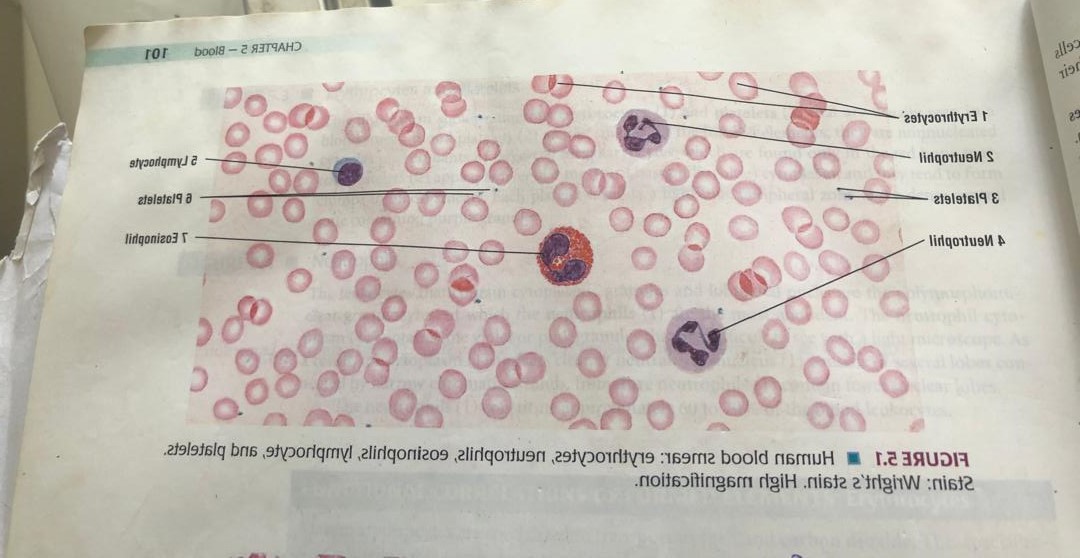 CHAPTER 5 — Blood 101
1 Erythrocytes
2 Neutrophil
3 Platelets
4 Neutrophil
5 Lymphocyte
6 Platelets
7 Eosinophil
FIGURE 5.1 ■ Human blood smear: erythrocytes, neutrophils, eosinophils, lymphocyte, and platelets.
Stain: Wright's stain. High magnification.